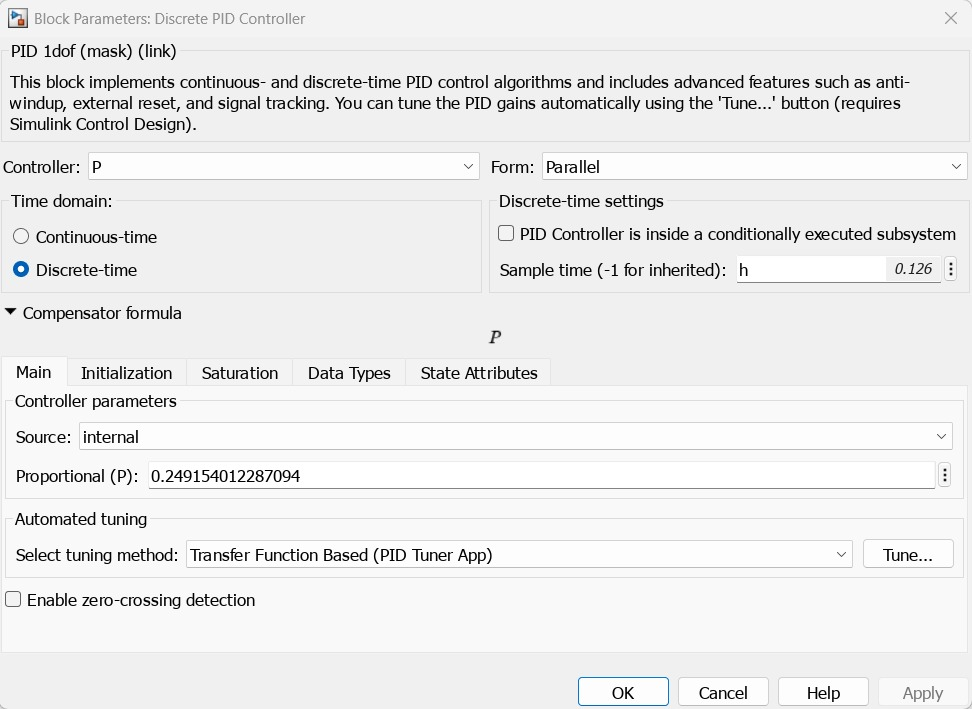 Block Parameters: Discrete PID Controller
PID 1dof (mask) (link)
This block implements continuous- and discrete-time PID control algorithms and includes advanced features such as anti-
windup, external reset, and signal tracking. You can tune the PID gains automatically using the 'Tune...' button (requires
Simulink Control Design).
Controller: P Form: Parallel
Time domain: Discrete-time settings
Continuous-time PID Controller is inside a conditionally executed subsystem
Discrete-time Sample time (-1 for inherited): h 0.126
Compensator formula
P
Main Initialization Saturation Data Types State Attributes
Controller parameters
Source: internal
Proportional (P): 0.249154012287094
Automated tuning
Select tuning method: Transfer Function Based (PID Tuner App) Tune...
Enable zero-crossing detection
OK Cancel Help Apply